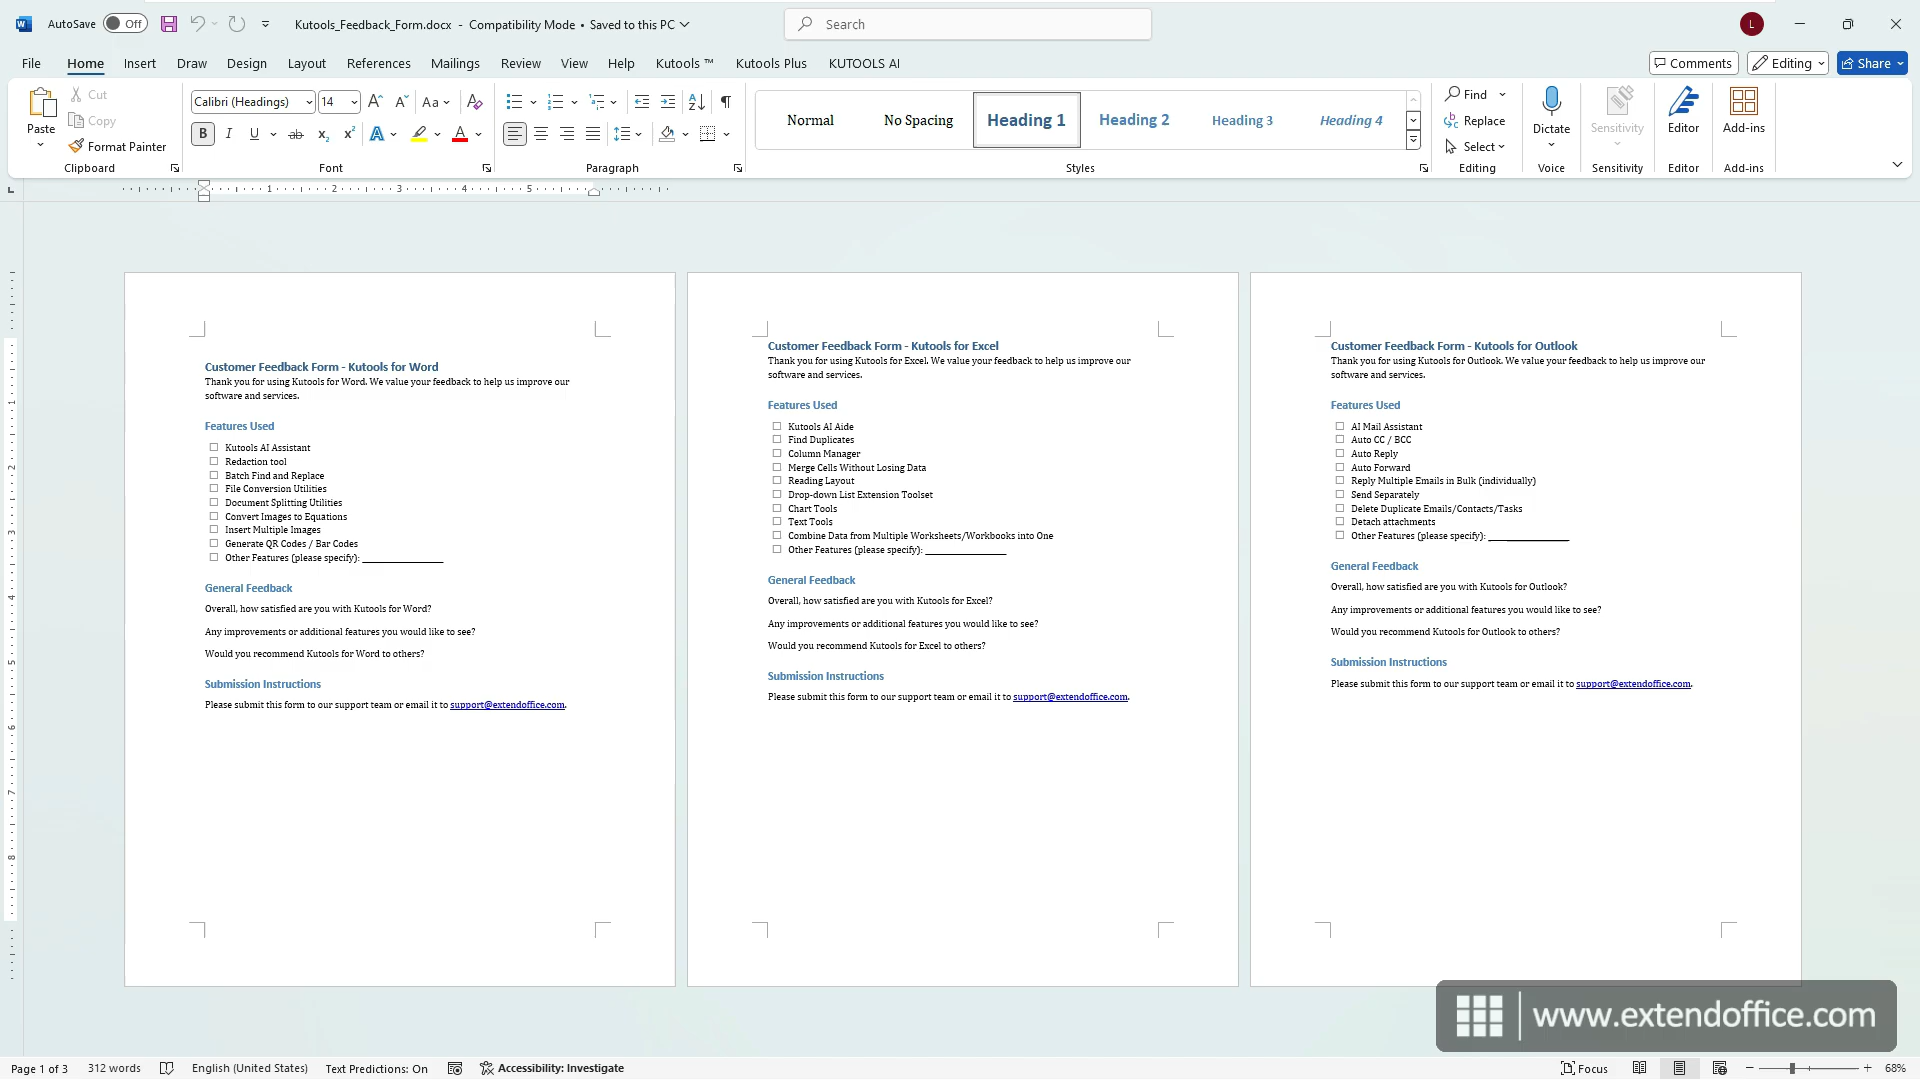 AutoSave Off Kutools_Feedback_Form.docx - Compatibility Mode • Saved to this PC Search L
File Home Insert Draw Design Layout References Mailings Review View Help Kutools ™ Kutools Plus KUTOOLS AI Comments Editing Share
Paste
Cut
Copy
Format Painter
Clipboard
Calibri (Headings) 14
Font
Paragraph
Normal No Spacing Heading 1 Heading 2 Heading 3 Heading 4
Styles
Find
Replace
Select
Editing
Dictate
Voice
Sensitivity
Sensitivity
Editor
Editor
Add-ins
Add-ins
1 2 3 4 5
1
2
3
4
5
6
7
8
Customer Feedback Form - Kutools for Word
Thank you for using Kutools for Word. We value your feedback to help us improve our
software and services.
Features Used
☐ Kutools AI Assistant
☐ Redaction tool
☐ Batch Find and Replace
☐ File Conversion Utilities
☐ Document Splitting Utilities
☐ Convert Images to Equations
☐ Insert Multiple Images
☐ Generate QR Codes / Bar Codes
☐ Other Features (please specify): __________________
General Feedback
Overall, how satisfied are you with Kutools for Word?
Any improvements or additional features you would like to see?
Would you recommend Kutools for Word to others?
Submission Instructions
Please submit this form to our support team or email it to support@extendoffice.com.
Customer Feedback Form - Kutools for Excel
Thank you for using Kutools for Excel. We value your feedback to help us improve our
software and services.
Features Used
☐ Kutools AI Aide
☐ Find Duplicates
☐ Column Manager
☐ Merge Cells Without Losing Data
☐ Reading Layout
☐ Drop-down List Extension Toolset
☐ Chart Tools
☐ Text Tools
☐ Combine Data from Multiple Worksheets/Workbooks into One
☐ Other Features (please specify): __________________
General Feedback
Overall, how satisfied are you with Kutools for Excel?
Any improvements or additional features you would like to see?
Would you recommend Kutools for Excel to others?
Submission Instructions
Please submit this form to our support team or email it to support@extendoffice.com.
Customer Feedback Form - Kutools for Outlook
Thank you for using Kutools for Outlook. We value your feedback to help us improve our
software and services.
Features Used
☐ AI Mail Assistant
☐ Auto CC / BCC
☐ Auto Reply
☐ Auto Forward
☐ Reply Multiple Emails in Bulk (individually)
☐ Send Separately
☐ Delete Duplicate Emails/Contacts/Tasks
☐ Detach attachments
☐ Other Features (please specify): __________________
General Feedback
Overall, how satisfied are you with Kutools for Outlook?
Any improvements or additional features you would like to see?
Would you recommend Kutools for Outlook to others?
Submission Instructions
Please submit this form to our support team or email it to support@extendoffice.com.
www.extendoffice.com
Page 1 of 3 312 words English (United States) Text Predictions: On Accessibility: Investigate Focus 68%